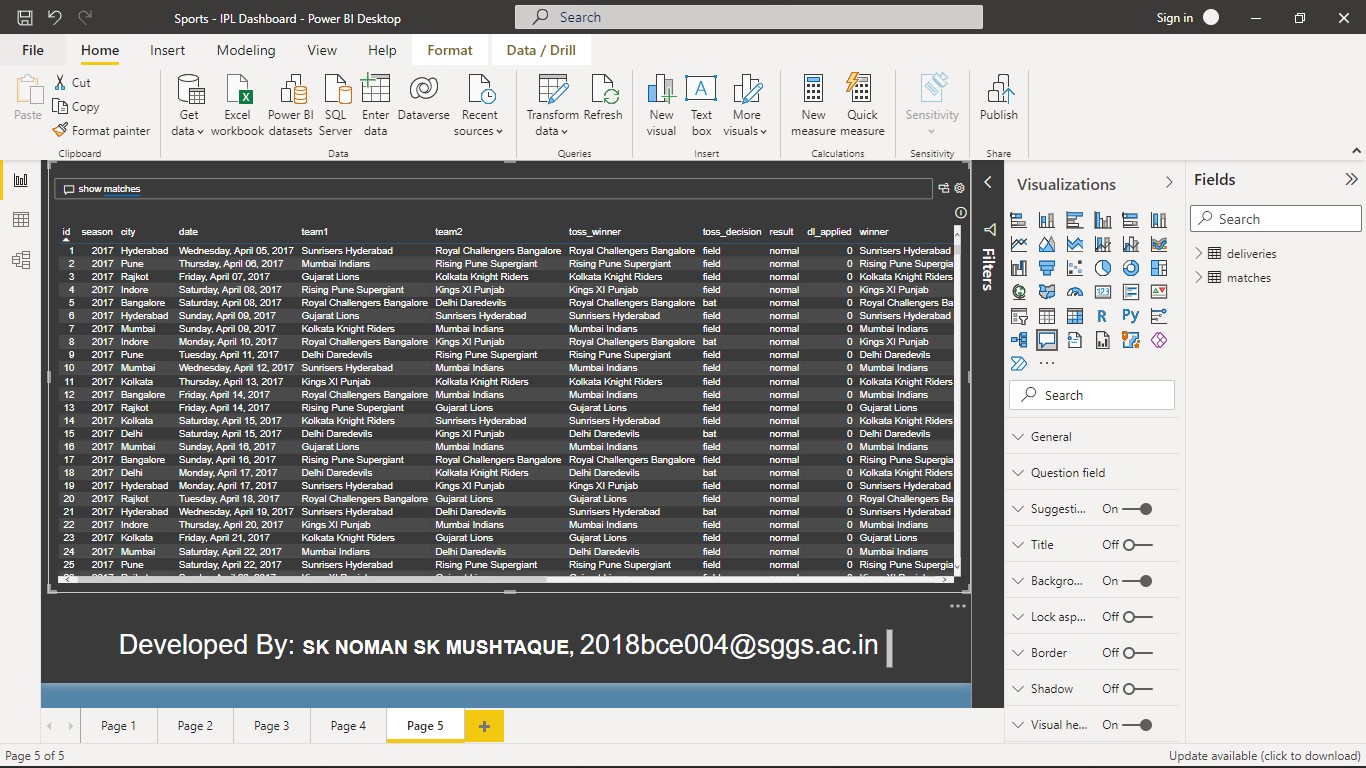 Sports - IPL Dashboard - Power BI Desktop
Search
Sign in
File Home Insert Modeling View Help Format Data / Drill
Paste
Cut
Copy
Format painter
Clipboard
Get data
Excel workbook
Power BI datasets
SQL Server
Enter data
Dataverse
Recent sources
Data
Transform data
Refresh
Queries
New visual
Text box
More visuals
Insert
New measure
Quick measure
Calculations
Sensitivity
Sensitivity
Publish
Share
show matches
id season city date team1 team2 toss_winner toss_decision result dl_applied winner
1 2017 Hyderabad Wednesday, April 05, 2017 Sunrisers Hyderabad Royal Challengers Bangalore Royal Challengers Bangalore field normal 0 Sunrisers Hyderabad
2 2017 Pune Thursday, April 06, 2017 Mumbai Indians Rising Pune Supergiant Rising Pune Supergiant field normal 0 Rising Pune Supergia
3 2017 Rajkot Friday, April 07, 2017 Gujarat Lions Kolkata Knight Riders Kolkata Knight Riders field normal 0 Kolkata Knight Riders
4 2017 Indore Saturday, April 08, 2017 Rising Pune Supergiant Kings XI Punjab Kings XI Punjab field normal 0 Kings XI Punjab
5 2017 Bangalore Saturday, April 08, 2017 Royal Challengers Bangalore Delhi Daredevils Royal Challengers Bangalore bat normal 0 Royal Challengers Ba
6 2017 Hyderabad Sunday, April 09, 2017 Gujarat Lions Sunrisers Hyderabad Sunrisers Hyderabad field normal 0 Sunrisers Hyderabad
7 2017 Mumbai Sunday, April 09, 2017 Kolkata Knight Riders Mumbai Indians Mumbai Indians field normal 0 Mumbai Indians
8 2017 Indore Monday, April 10, 2017 Royal Challengers Bangalore Kings XI Punjab Royal Challengers Bangalore bat normal 0 Kings XI Punjab
9 2017 Pune Tuesday, April 11, 2017 Delhi Daredevils Rising Pune Supergiant Rising Pune Supergiant field normal 0 Delhi Daredevils
10 2017 Mumbai Wednesday, April 12, 2017 Sunrisers Hyderabad Mumbai Indians Mumbai Indians field normal 0 Mumbai Indians
11 2017 Kolkata Thursday, April 13, 2017 Kings XI Punjab Kolkata Knight Riders Kolkata Knight Riders field normal 0 Kolkata Knight Riders
12 2017 Bangalore Friday, April 14, 2017 Royal Challengers Bangalore Mumbai Indians Mumbai Indians field normal 0 Mumbai Indians
13 2017 Rajkot Friday, April 14, 2017 Rising Pune Supergiant Gujarat Lions Gujarat Lions field normal 0 Gujarat Lions
14 2017 Kolkata Saturday, April 15, 2017 Kolkata Knight Riders Sunrisers Hyderabad Sunrisers Hyderabad field normal 0 Kolkata Knight Riders
15 2017 Delhi Saturday, April 15, 2017 Delhi Daredevils Kings XI Punjab Delhi Daredevils bat normal 0 Delhi Daredevils
16 2017 Mumbai Sunday, April 16, 2017 Gujarat Lions Mumbai Indians Mumbai Indians field normal 0 Mumbai Indians
17 2017 Bangalore Sunday, April 16, 2017 Rising Pune Supergiant Royal Challengers Bangalore Royal Challengers Bangalore field normal 0 Rising Pune Supergia
18 2017 Delhi Monday, April 17, 2017 Delhi Daredevils Kolkata Knight Riders Delhi Daredevils bat normal 0 Kolkata Knight Riders
19 2017 Hyderabad Monday, April 17, 2017 Sunrisers Hyderabad Kings XI Punjab Kings XI Punjab field normal 0 Sunrisers Hyderabad
20 2017 Rajkot Tuesday, April 18, 2017 Royal Challengers Bangalore Gujarat Lions Gujarat Lions field normal 0 Royal Challengers Ba
21 2017 Hyderabad Wednesday, April 19, 2017 Sunrisers Hyderabad Delhi Daredevils Sunrisers Hyderabad bat normal 0 Sunrisers Hyderabad
22 2017 Indore Thursday, April 20, 2017 Kings XI Punjab Mumbai Indians Mumbai Indians field normal 0 Mumbai Indians
23 2017 Kolkata Friday, April 21, 2017 Kolkata Knight Riders Gujarat Lions Gujarat Lions field normal 0 Gujarat Lions
24 2017 Mumbai Saturday, April 22, 2017 Mumbai Indians Delhi Daredevils Delhi Daredevils field normal 0 Mumbai Indians
25 2017 Pune Saturday, April 22, 2017 Sunrisers Hyderabad Rising Pune Supergiant Rising Pune Supergiant field normal 0 Rising Pune Supergia
Developed By: SK NOMAN SK MUSHTAQUE, 2018bce004@sggs.ac.in
Filters
Visualizations
123
R
Py
Search
General
Question field
Suggesti... On
Title Off
Backgro... On
Lock asp... Off
Border Off
Shadow Off
Visual he... On
Fields
Search
deliveries
matches
Page 1 Page 2 Page 3 Page 4 Page 5 +
Page 5 of 5
Update available (click to download)